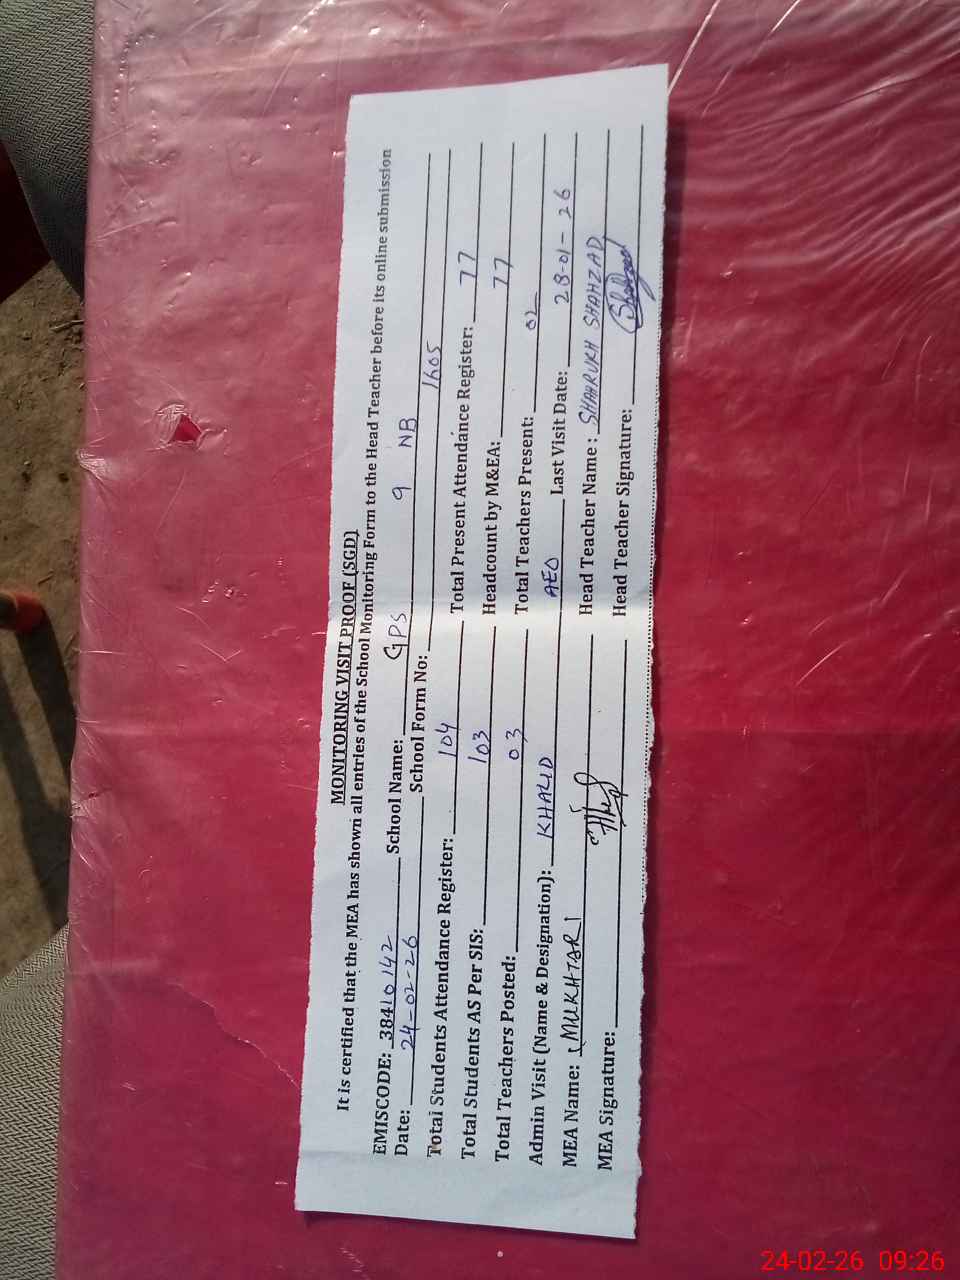 MONITORING VISIT PROOF (SGD)
It is certified that the MEA has shown all entries of the School Monitoring Form to the Head Teacher before its online submission
EMISCODE: 38410142 School Name: GPS 9 NB
Date: 24-02-26 School Form No: 1605
Total Students Attendance Register: 104 Total Present Attendance Register: 77
Total Students AS Per SIS: 103 Headcount by M&EA: 77
Total Teachers Posted: 03 Total Teachers Present: 02
Admin Visit (Name & Designation): KHALID AEO Last Visit Date: 28-01-26
MEA Name: MUKHTAR Head Teacher Name: SHAHRUKH SHAHZAD
MEA Signature: Head Teacher Signature:
24-02-26 09:26